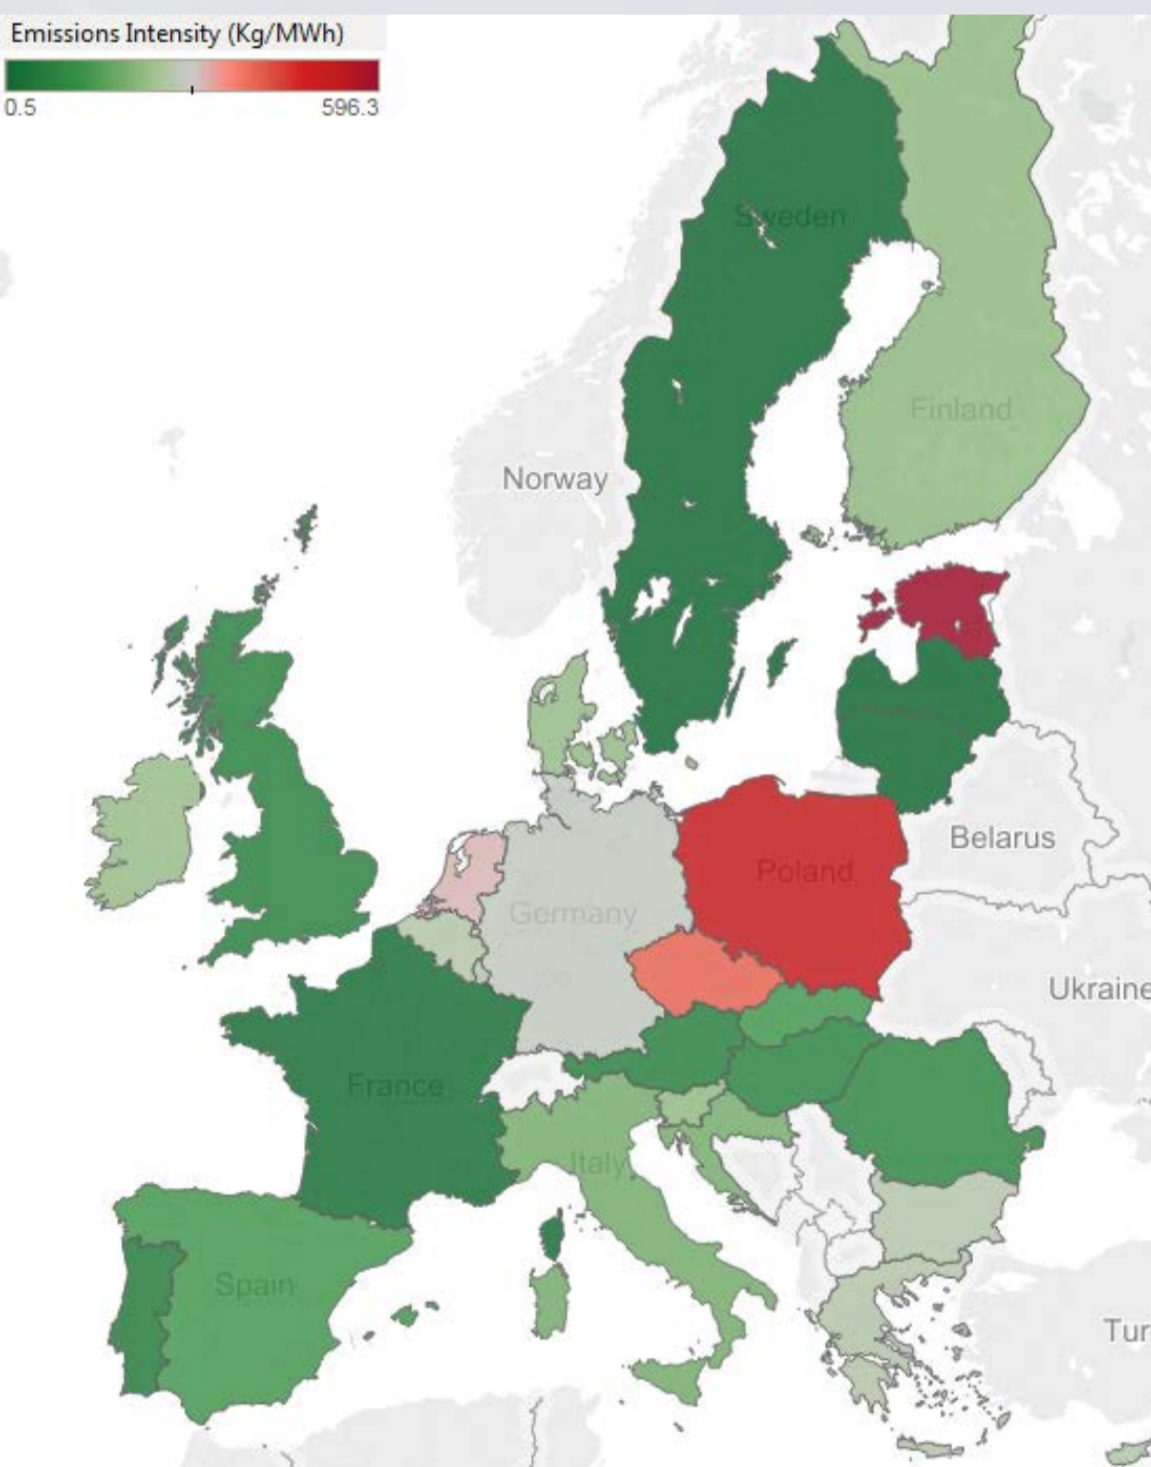 Emissions Intensity (Kg/MWh)
0.5 596.3
Sweden
Finland
Norway
Belarus
Poland
Germany
Ukraine
France
Italy
Spain
Tur